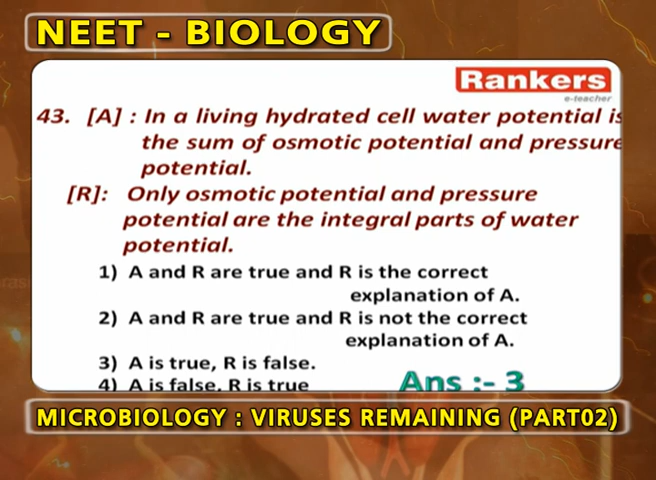 NEET - BIOLOGY
Rankers
e-teacher
43. [A] : In a living hydrated cell water potential is
the sum of osmotic potential and pressure
potential.
[R]: Only osmotic potential and pressure
potential are the integral parts of water
potential.
1) A and R are true and R is the correct
explanation of A.
2) A and R are true and R is not the correct
explanation of A.
3) A is true, R is false.
4) A is false, R is true
Ans :- 3
MICROBIOLOGY : VIRUSES REMAINING (PART02)